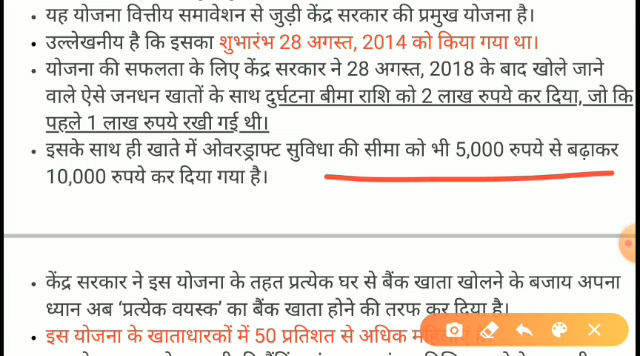 • यह योजना वित्तीय समावेशन से जुड़ी केंद्र सरकार की प्रमुख योजना है।
• उल्लेखनीय है कि इसका शुभारंभ 28 अगस्त, 2014 को किया गया था।
• योजना की सफलता के लिए केंद्र सरकार ने 28 अगस्त, 2018 के बाद खोले जाने
वाले ऐसे जनधन खातों के साथ दुर्घटना बीमा राशि को 2 लाख रुपये कर दिया, जो कि
पहले 1 लाख रुपये रखी गई थी।
• इसके साथ ही खाते में ओवरड्राफ्ट सुविधा की सीमा को भी 5,000 रुपये से बढ़ाकर
10,000 रुपये कर दिया गया है।
• केंद्र सरकार ने इस योजना के तहत प्रत्येक घर से बैंक खाता खोलने के बजाय अपना
ध्यान अब ‘प्रत्येक वयस्क’ का बैंक खाता होने की तरफ कर दिया है।
• इस योजना के खाताधारकों में 50 प्रतिशत से अधिक